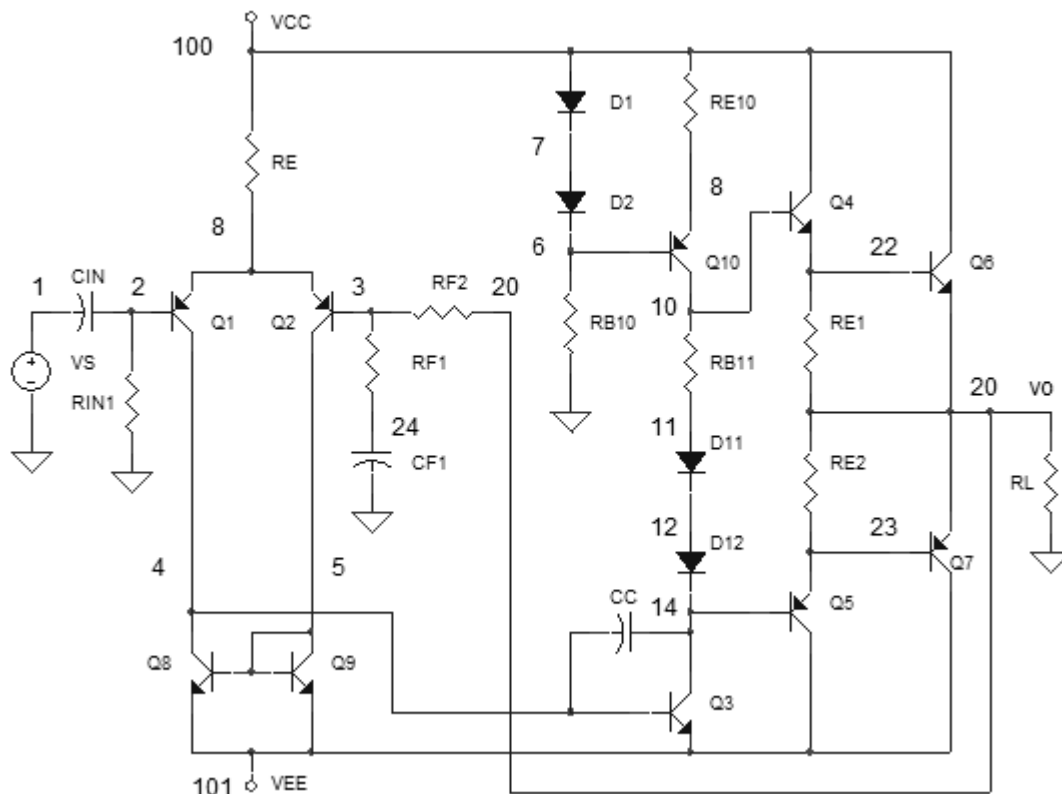 VCC
100
D1
RE10
7
RE
8
D2
Q4
8
6
22
CIN
RF2
Q10
Q6
1
2
3
20
Q1
Q2
10
RB10
RE1
VS
RF1
RB11
20
vo
RIN1
24
11
D11
CF1
RE2
RL
12
D12
23
4
5
Q7
CC
14
Q5
Q8
Q9
Q3
101
VEE